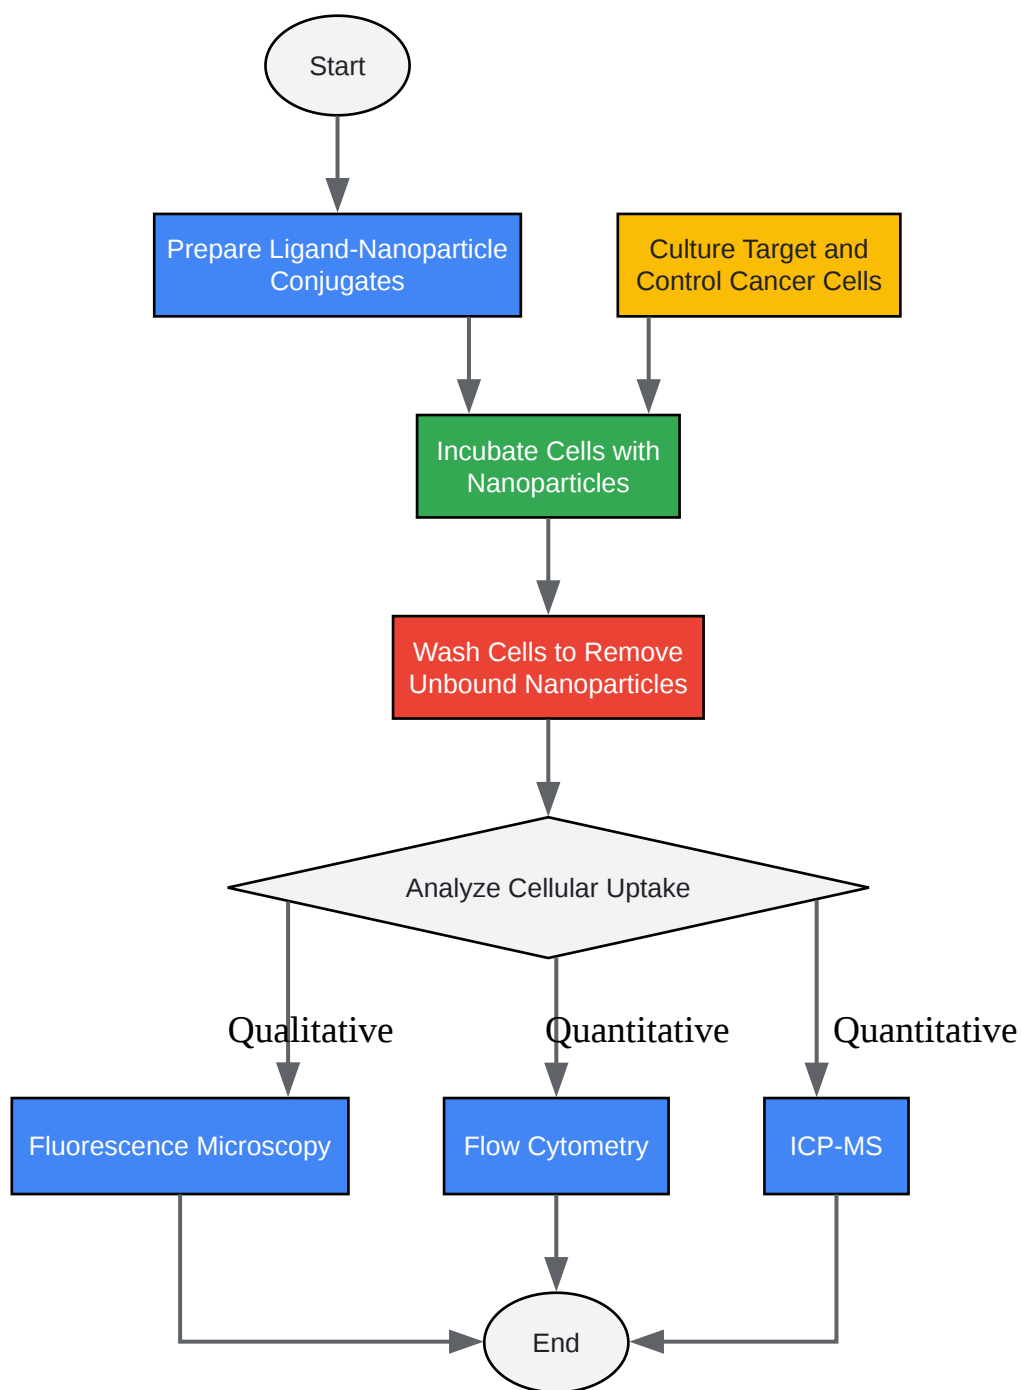 Start
Prepare Ligand-Nanoparticle
Conjugates
Culture Target and
Control Cancer Cells
Incubate Cells with
Nanoparticles
Wash Cells to Remove
Unbound Nanoparticles
Analyze Cellular Uptake
Qualitative
Quantitative
Quantitative
Fluorescence Microscopy
Flow Cytometry
ICP-MS
End